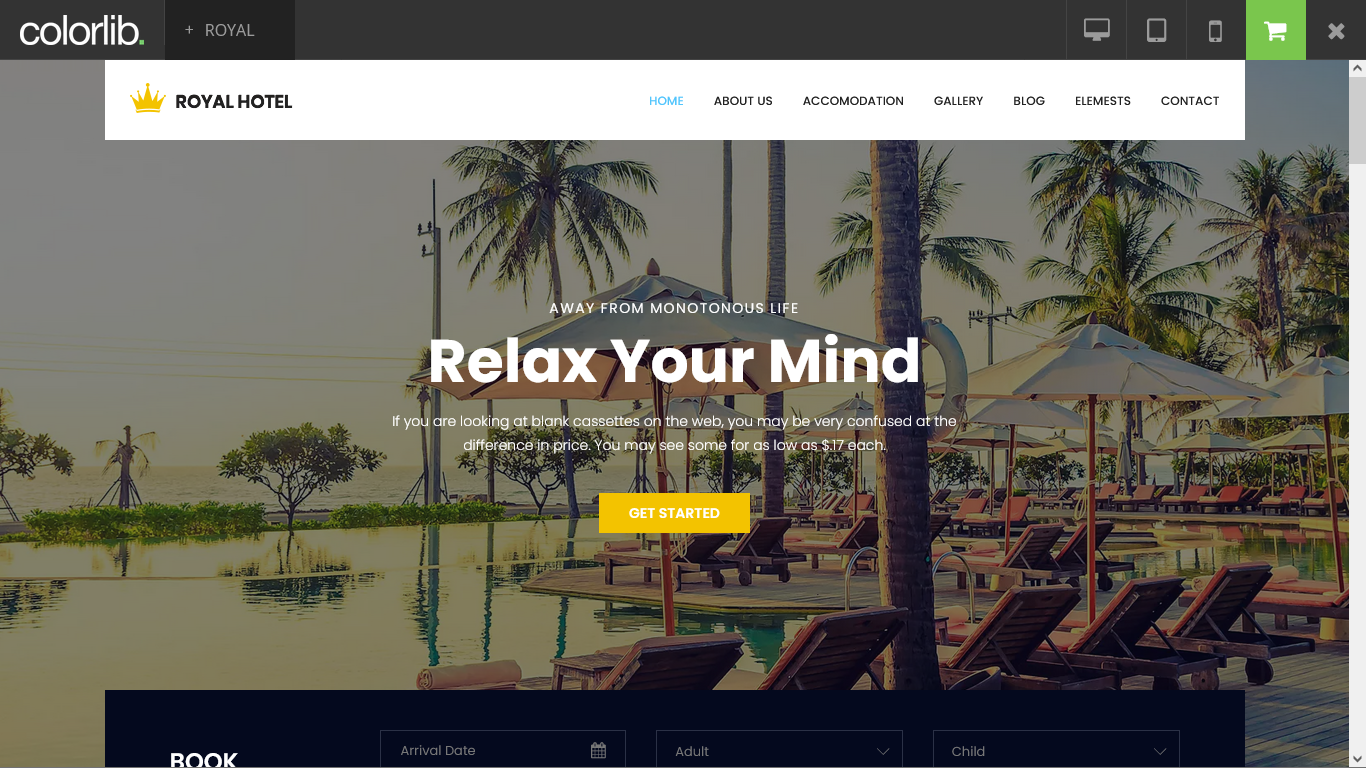 colorlib.
+ ROYAL
ROYAL HOTEL
HOME
ABOUT US
ACCOMODATION
GALLERY
BLOG
ELEMESTS
CONTACT
AWAY FROM MONOTONOUS LIFE
Relax Your Mind
If you are looking at blank cassettes on the web, you may be very confused at the
difference in price. You may see some for as low as $.17 each.
GET STARTED
BOOK
Arrival Date
Adult
Child